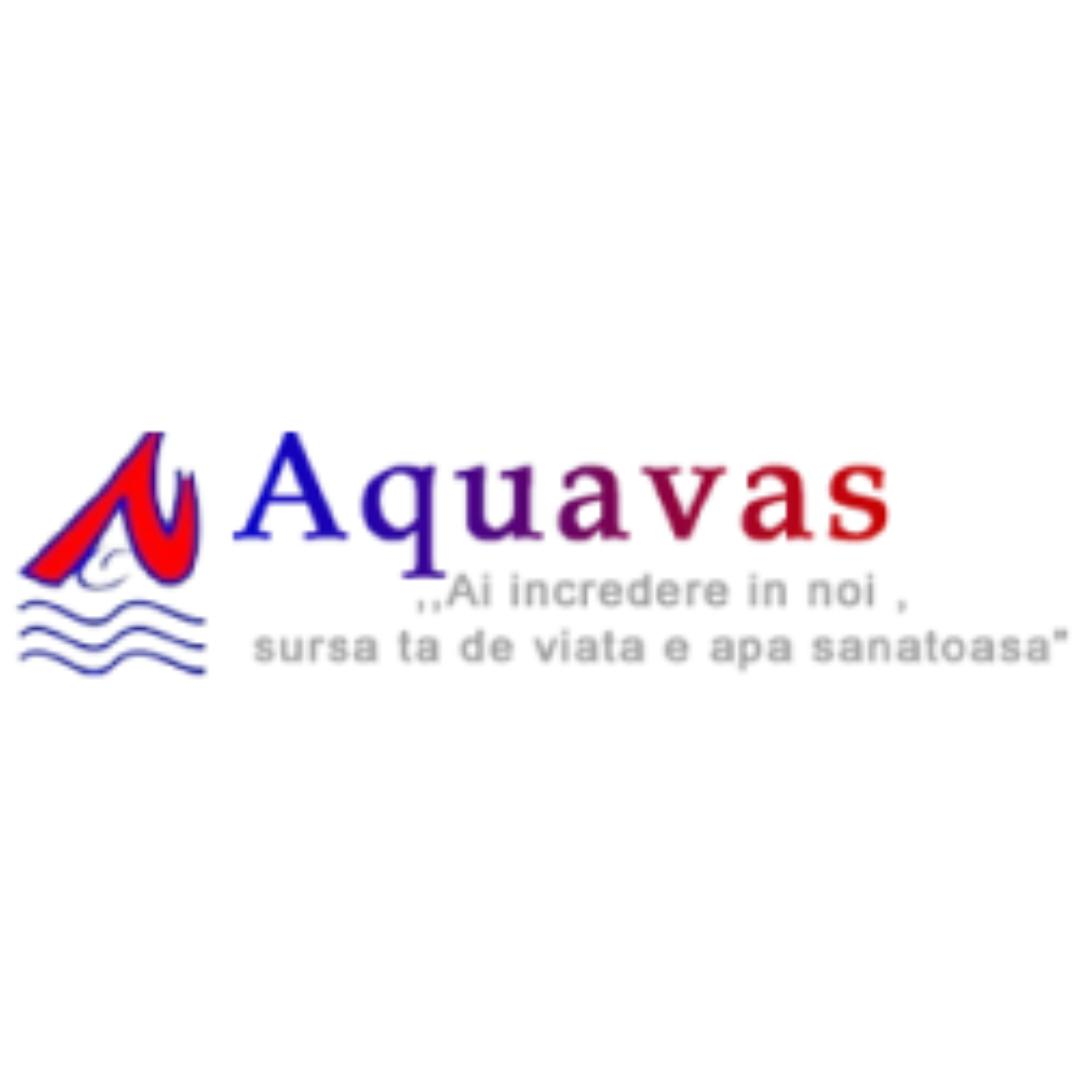 Aquavas
,,Ai incredere in noi ,
sursa ta de viata e apa sanatoasa"